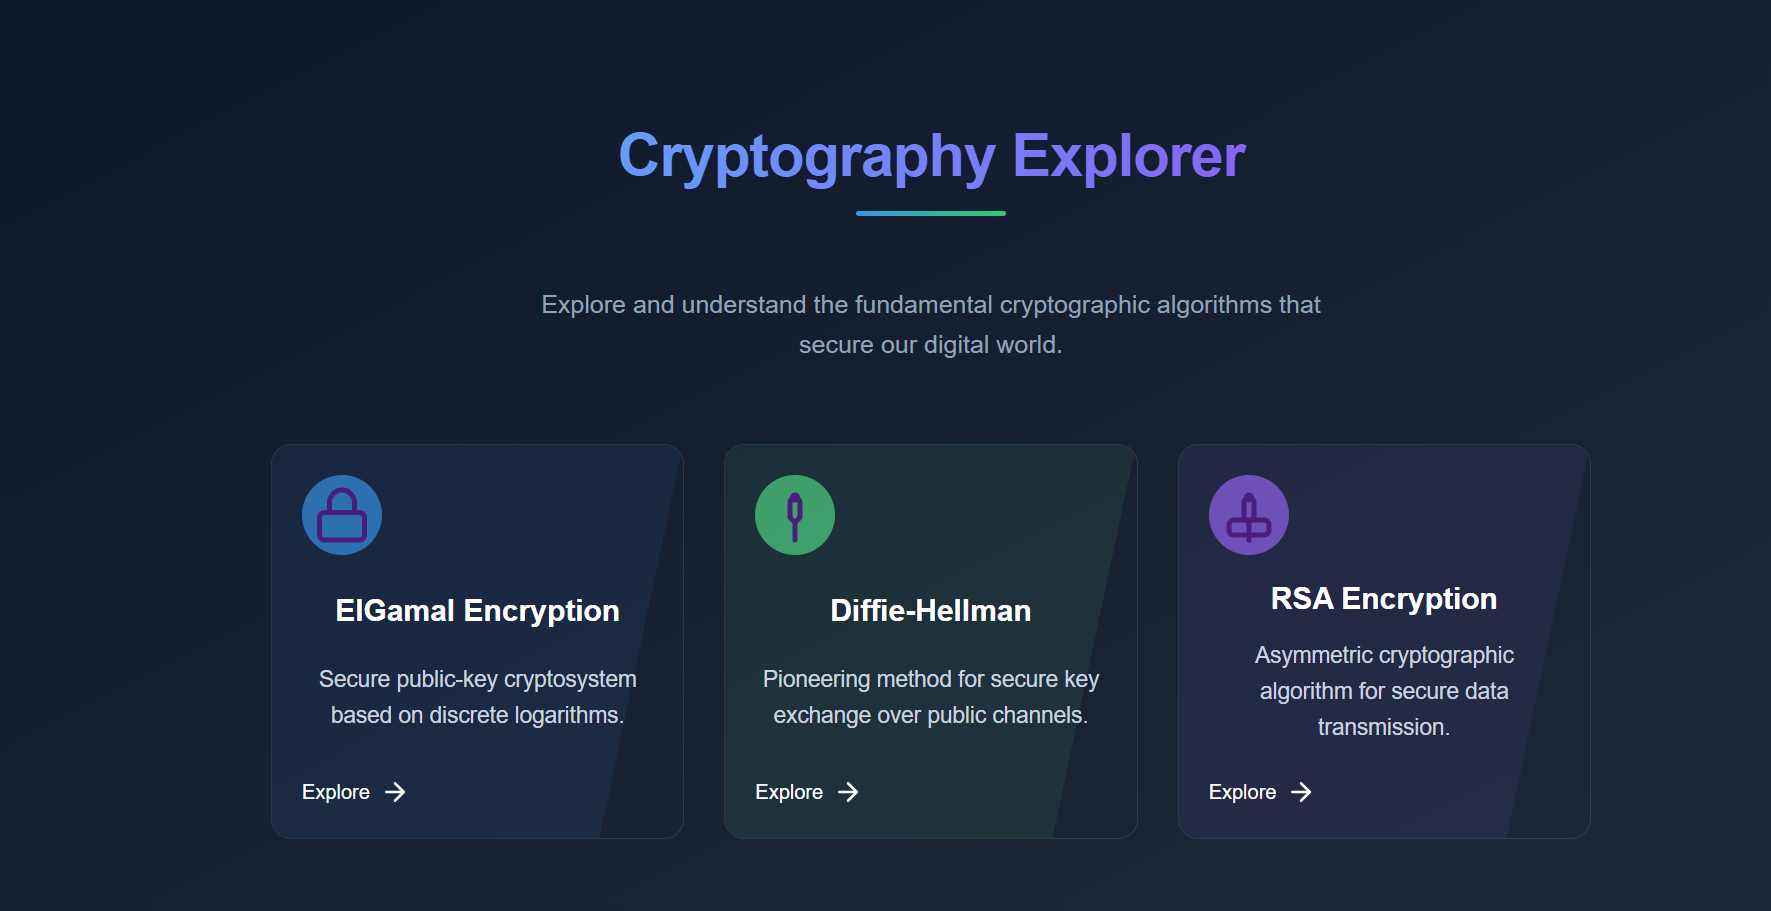 Cryptography Explorer
Explore and understand the fundamental cryptographic algorithms that
secure our digital world.
ElGamal Encryption
Secure public-key cryptosystem
based on discrete logarithms.
Explore
Diffie-Hellman
Pioneering method for secure key
exchange over public channels.
Explore
RSA Encryption
Asymmetric cryptographic
algorithm for secure data
transmission.
Explore